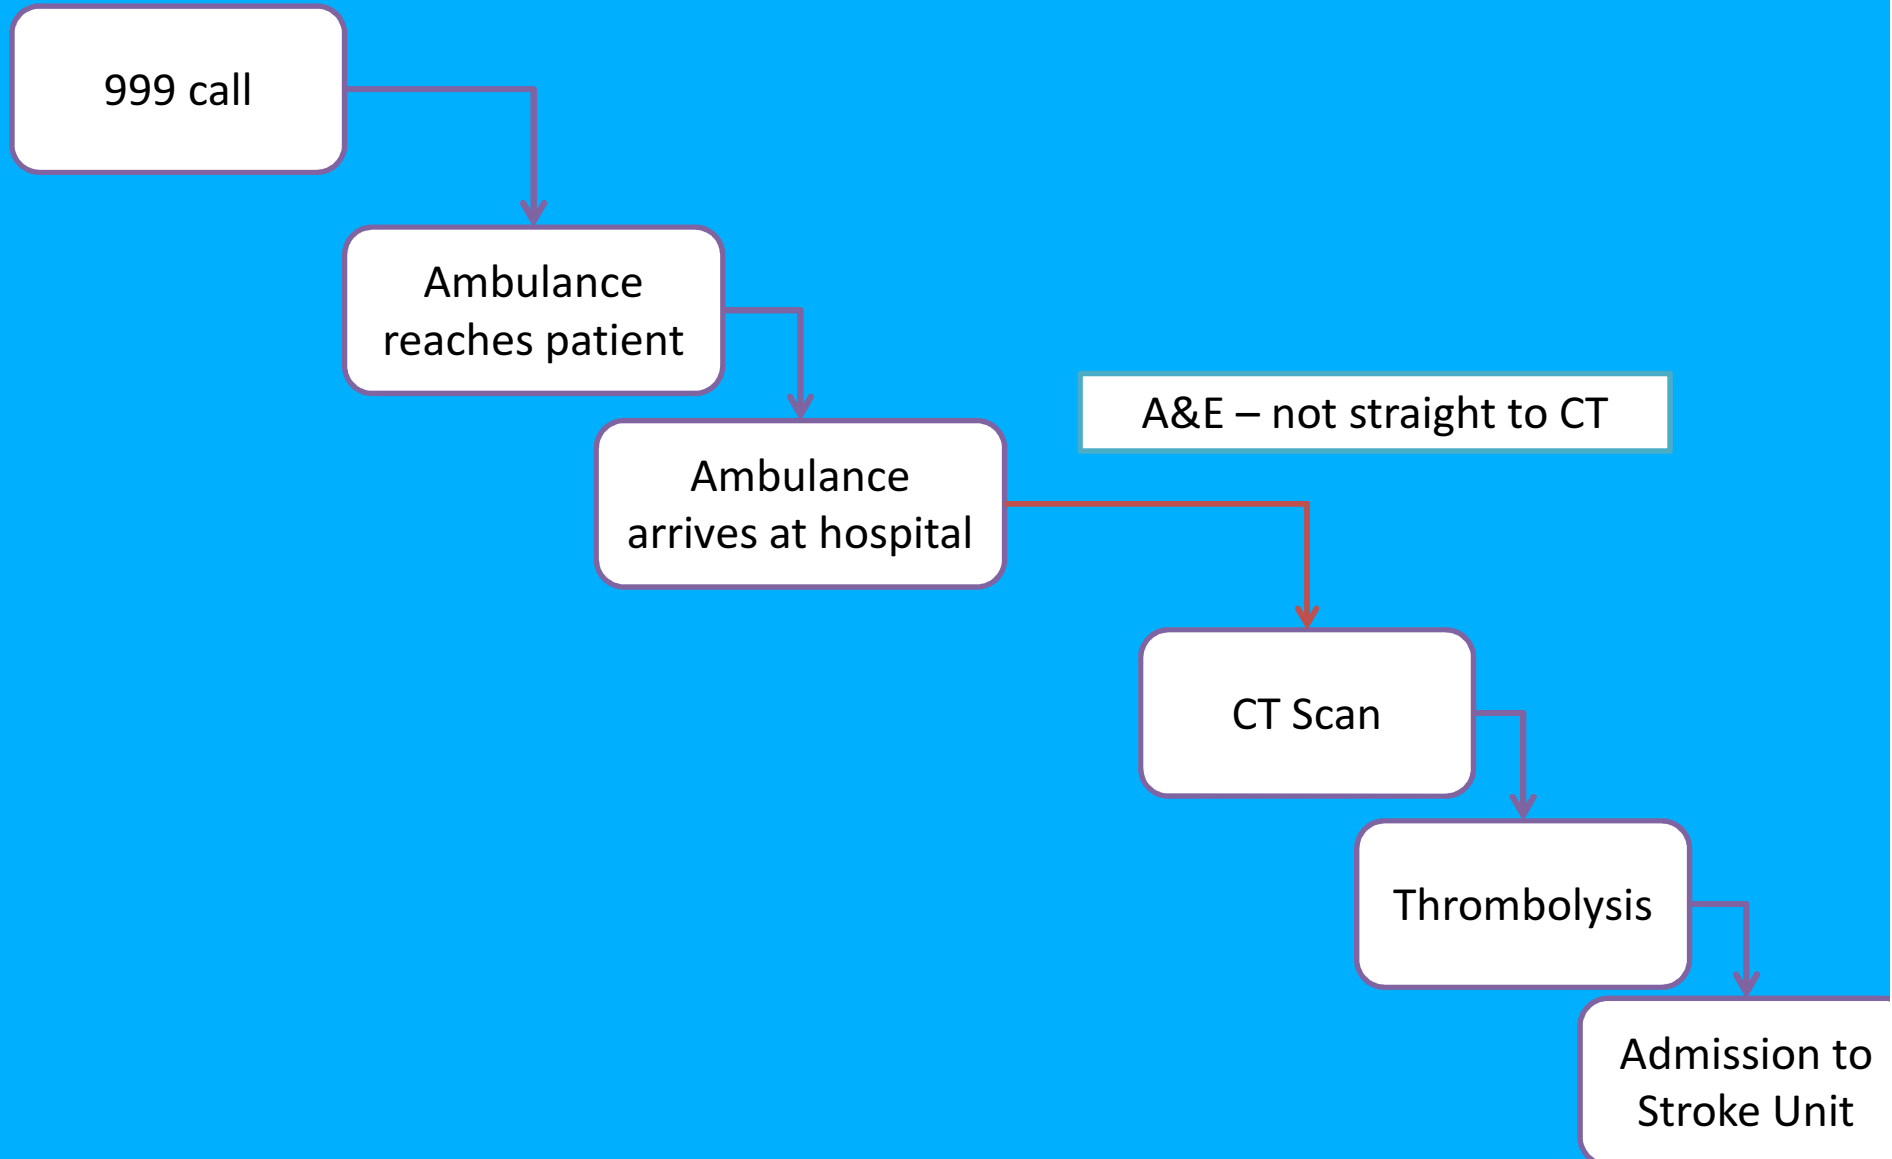 999 call
Ambulance
reaches patient
A&E – not straight to CT
Ambulance
arrives at hospital
CT Scan
Thrombolysis
Admission to
Stroke Unit